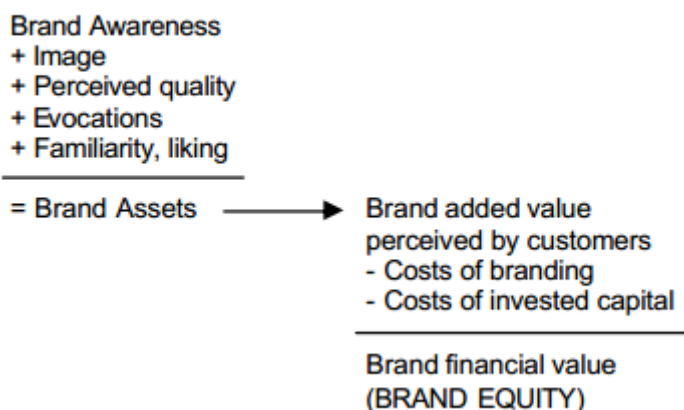 Brand Awareness
+ Image
+ Perceived quality
+ Evocations
+ Familiarity, liking
= Brand Assets
Brand added value
perceived by customers
- Costs of branding
- Costs of invested capital
Brand financial value
(BRAND EQUITY)